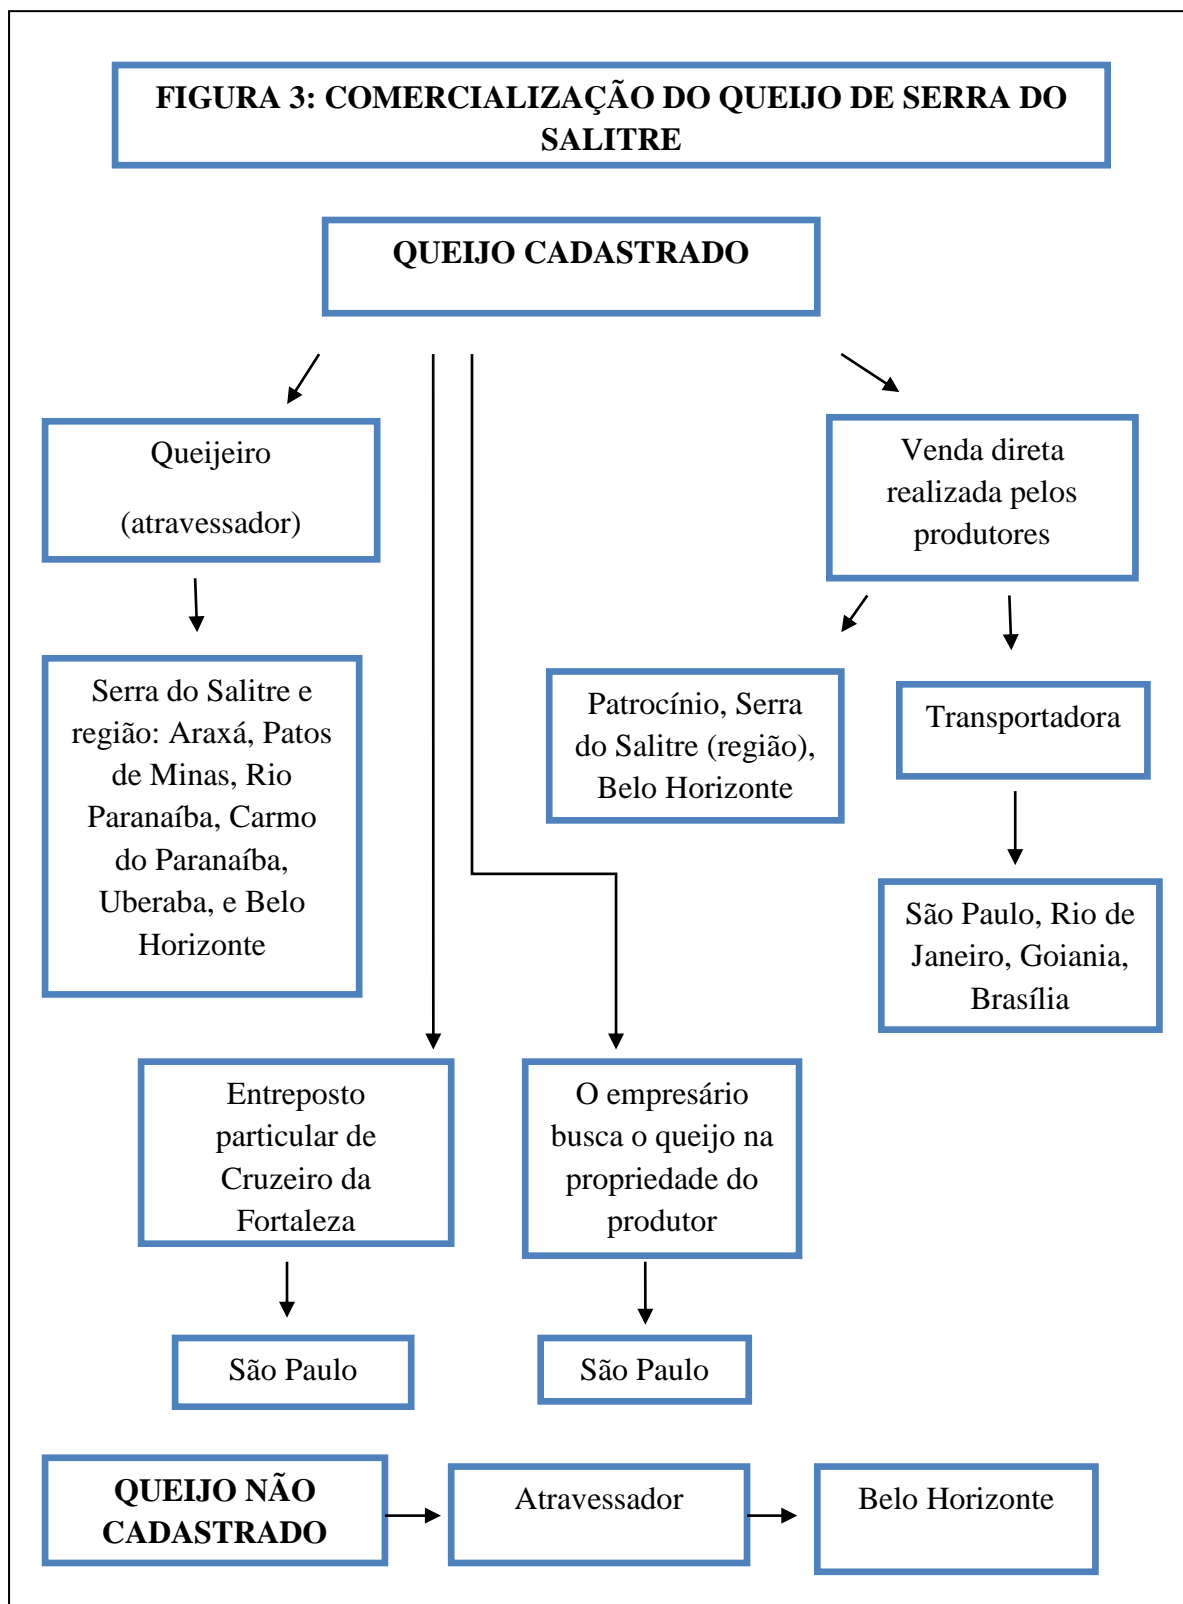 FIGURA 3: COMERCIALIZAÇÃO DO QUEIJO DE SERRA DO
SALITRE
QUEIJO CADASTRADO
Queijeiro
(atravessador)
Venda direta
realizada pelos
produtores
Serra do Salitre e
região: Araxá, Patos
de Minas, Rio
Paranaíba, Carmo
do Paranaíba,
Uberaba, e Belo
Horizonte
Patrocínio, Serra
do Salitre (região),
Belo Horizonte
Transportadora
São Paulo, Rio de
Janeiro, Goiania,
Brasília
Entreposto
particular de
Cruzeiro da
Fortaleza
O empresário
busca o queijo na
propriedade do
produtor
São Paulo
São Paulo
QUEIJO NÃO
CADASTRADO
Atravessador
Belo Horizonte